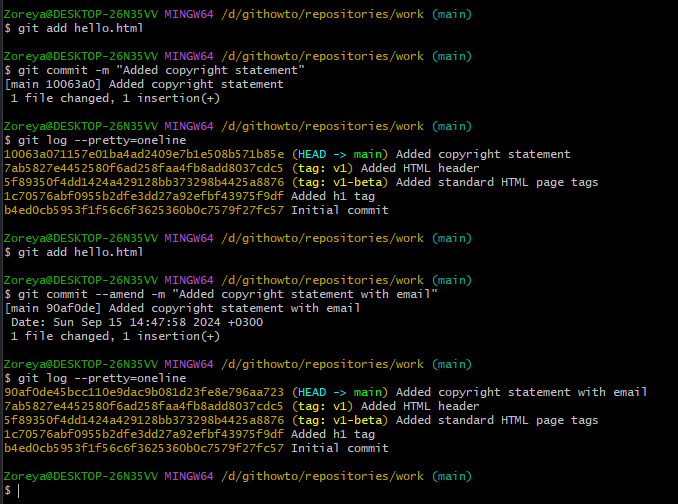 Zoreya@DESKTOP-26N35VV MINGW64 /d/githowto/repositories/work (main)
$ git add hello.html
Zoreya@DESKTOP-26N35VV MINGW64 /d/githowto/repositories/work (main)
$ git commit -m "Added copyright statement"
[main 10063a0] Added copyright statement
 1 file changed, 1 insertion(+)
Zoreya@DESKTOP-26N35VV MINGW64 /d/githowto/repositories/work (main)
$ git log --pretty=oneline
10063a071157e01ba4ad2409e7b1e508b571b85e (HEAD -> main) Added copyright statement
7ab5827e4452580f6ad258faa4fb8add8037cdc5 (tag: v1) Added HTML header
5f89350f4dd1424a429128bb373298b4425a8876 (tag: v1-beta) Added standard HTML page tags
1c70576abf0955b2dfe3dd27a92efbf43975f9df Added h1 tag
b4ed0cb5953f1f56c6f3625360b0c7579f27fc57 Initial commit
Zoreya@DESKTOP-26N35VV MINGW64 /d/githowto/repositories/work (main)
$ git add hello.html
Zoreya@DESKTOP-26N35VV MINGW64 /d/githowto/repositories/work (main)
$ git commit --amend -m "Added copyright statement with email"
[main 90af0de] Added copyright statement with email
 Date: Sun Sep 15 14:47:58 2024 +0300
 1 file changed, 1 insertion(+)
Zoreya@DESKTOP-26N35VV MINGW64 /d/githowto/repositories/work (main)
$ git log --pretty=oneline
90af0de45bcc110e9dac9b081d23fe8e796aa723 (HEAD -> main) Added copyright statement with email
7ab5827e4452580f6ad258faa4fb8add8037cdc5 (tag: v1) Added HTML header
5f89350f4dd1424a429128bb373298b4425a8876 (tag: v1-beta) Added standard HTML page tags
1c70576abf0955b2dfe3dd27a92efbf43975f9df Added h1 tag
b4ed0cb5953f1f56c6f3625360b0c7579f27fc57 Initial commit
Zoreya@DESKTOP-26N35VV MINGW64 /d/githowto/repositories/work (main)
$